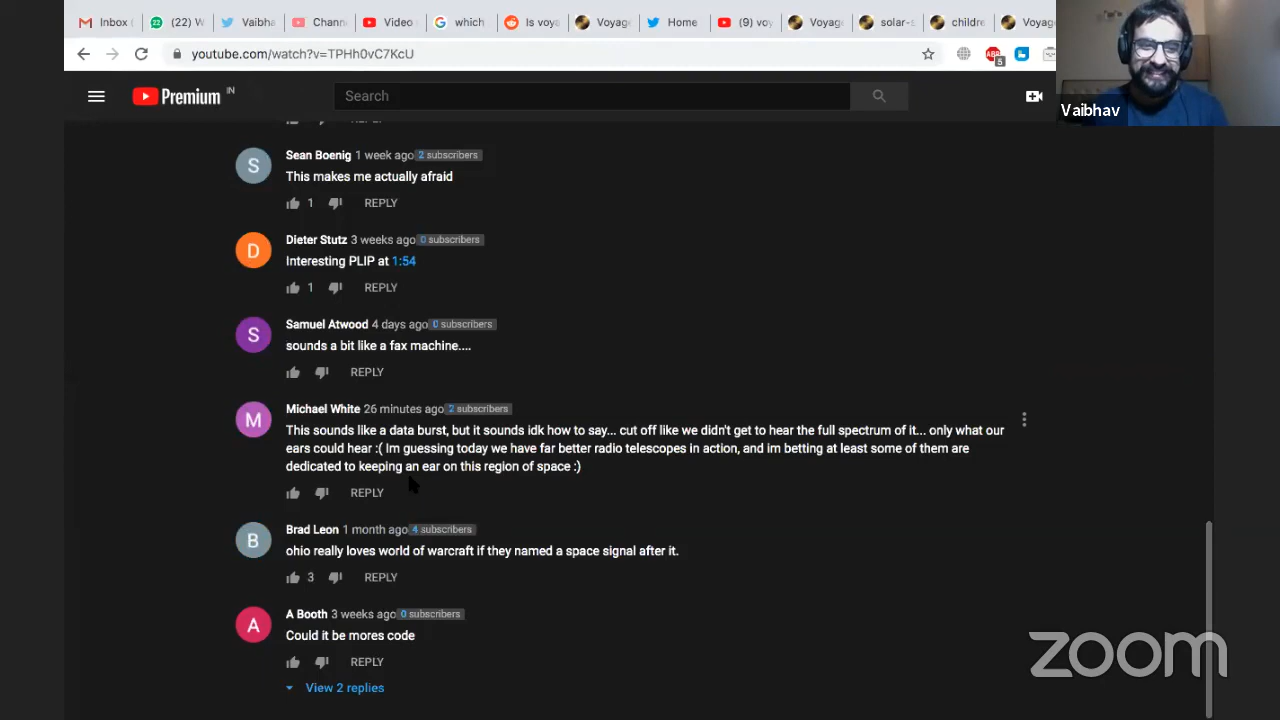 Inbox (
(22) W
Vaibha
Chann
Video
which
Is voya
Voyage
Home
(9) voy
Voyage
solar-s
childre
Voyage
youtube.com/watch?v=TPHh0vC7KcU
5
Premium IN
Search
Vaibhav
Sean Boenig 1 week ago 2 subscribers
This makes me actually afraid
1 REPLY
Dieter Stutz 3 weeks ago 0 subscribers
Interesting PLIP at 1:54
1 REPLY
Samuel Atwood 4 days ago 0 subscribers
sounds a bit like a fax machine....
REPLY
Michael White 26 minutes ago 2 subscribers
This sounds like a data burst, but it sounds idk how to say... cut off like we didn't get to hear the full spectrum of it... only what our
ears could hear :( Im guessing today we have far better radio telescopes in action, and im betting at least some of them are
dedicated to keeping an ear on this region of space :)
REPLY
Brad Leon 1 month ago 4 subscribers
ohio really loves world of warcraft if they named a space signal after it.
3 REPLY
A Booth 3 weeks ago 0 subscribers
Could it be mores code
REPLY
View 2 replies
S
D
S
M
B
A
zoom